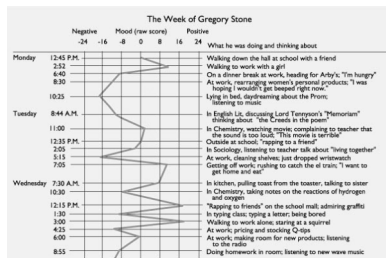 The Week of Gregory Stone
Negative Mood (raw score) Positive
-24 -16 -8 0 8 16 24 What he was doing and thinking about
Monday 12:45 P.M. Walking down the hall at school with a friend
2:52 Walking to work with a girl
6:40 On a dinner break at work, heading for Arby's; "I'm hungry"
8:30 At work, rearranging women's personal products; "I was
hoping I wouldn't get beeped right now."
10:25 Lying in bed, daydreaming about the Prom;
listening to music
Tuesday 8:44 A.M. In English Lit, discussing Lord Tennyson's "Memorism"
thinking about "the Creeds in the poem"
11:00 In Chemistry, watching movie; complaining to teacher that
the sound is too loud; "This movie is terrible"
12:35 P.M. Outside at school; "rapping to a friend"
2:05 In Sociology, listening to teacher talk about "living together"
5:15 At work, cleaning shelves; just dropped wristwatch
7:05 Getting off work; rushing to catch the el train; "I want to
get home and eat"
Wednesday 7:30 A.M. In kitchen, pulling toast from the toaster, talking to sister
10:30 In Chemistry, taking notes on the reactions of hydrogen
and oxygen
12:15 P.M. "Rapping to friends" on the school mall; admiring graffiti
1:30 In typing class; typing a letter; being bored
3:00 Walking to work alone; staring at a squirrel
4:25 At work; pricing and stocking Q-tips
6:00 At work; making room for new products; listening
to the radio
8:55 Doing homework in room; listening to new wave music